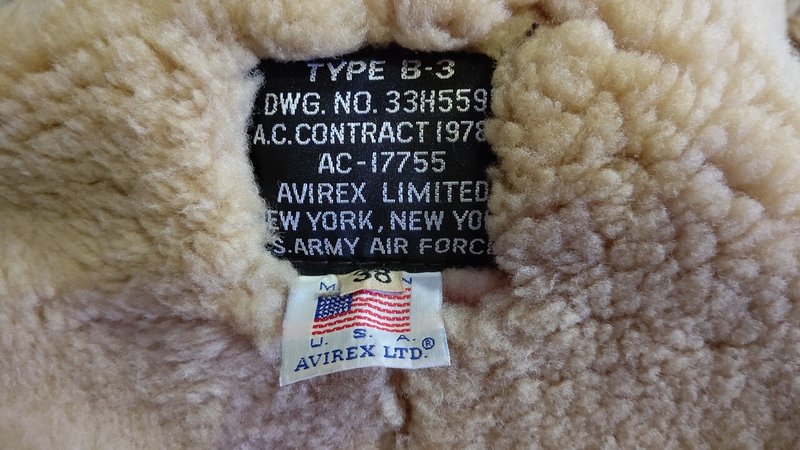 TYPE B-3
DWG. NO. 33H559
A.C. CONTRACT 1978
AC-17755
AVIREX LIMITED
EW YORK, NEW YO
S. ARMY AIR FORCE
38
M N
U. S. A.
AVIREX LTD.®